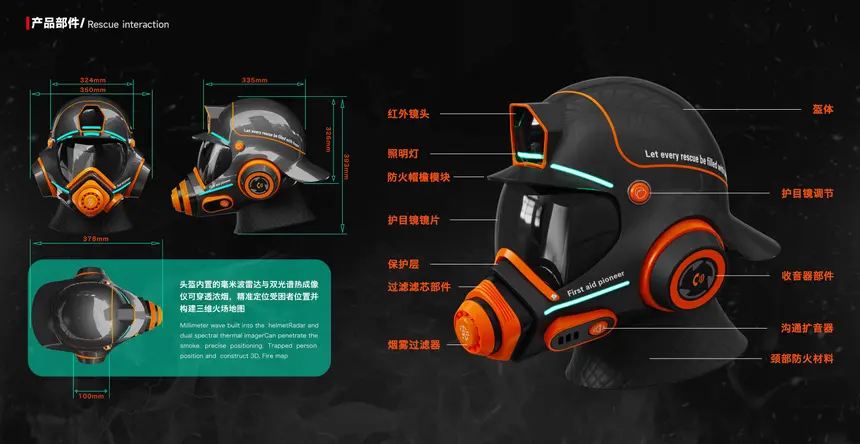 产品部件/ Rescue interaction
324mm
350mm
335mm
326mm
393mm
Let every rescue be filled with
378mm
100mm
头盔内置的毫米波雷达与双光谱热成像
仪可穿透浓烟，精准定位受困者位置并
构建三维火场地图
Millimeter wave built into the helmetRadar and
dual spectral thermal imagerCan penetrate the
smoke precise positioning. Trapped person
position and construct 3D, Fire map
红外镜头
照明灯
防火帽檐模块
护目镜镜片
保护层
过滤滤芯部件
烟雾过滤器
Let every rescue be filled with
First aid pioneer
盔体
护目镜调节
收音器部件
沟通扩音器
颈部防火材料